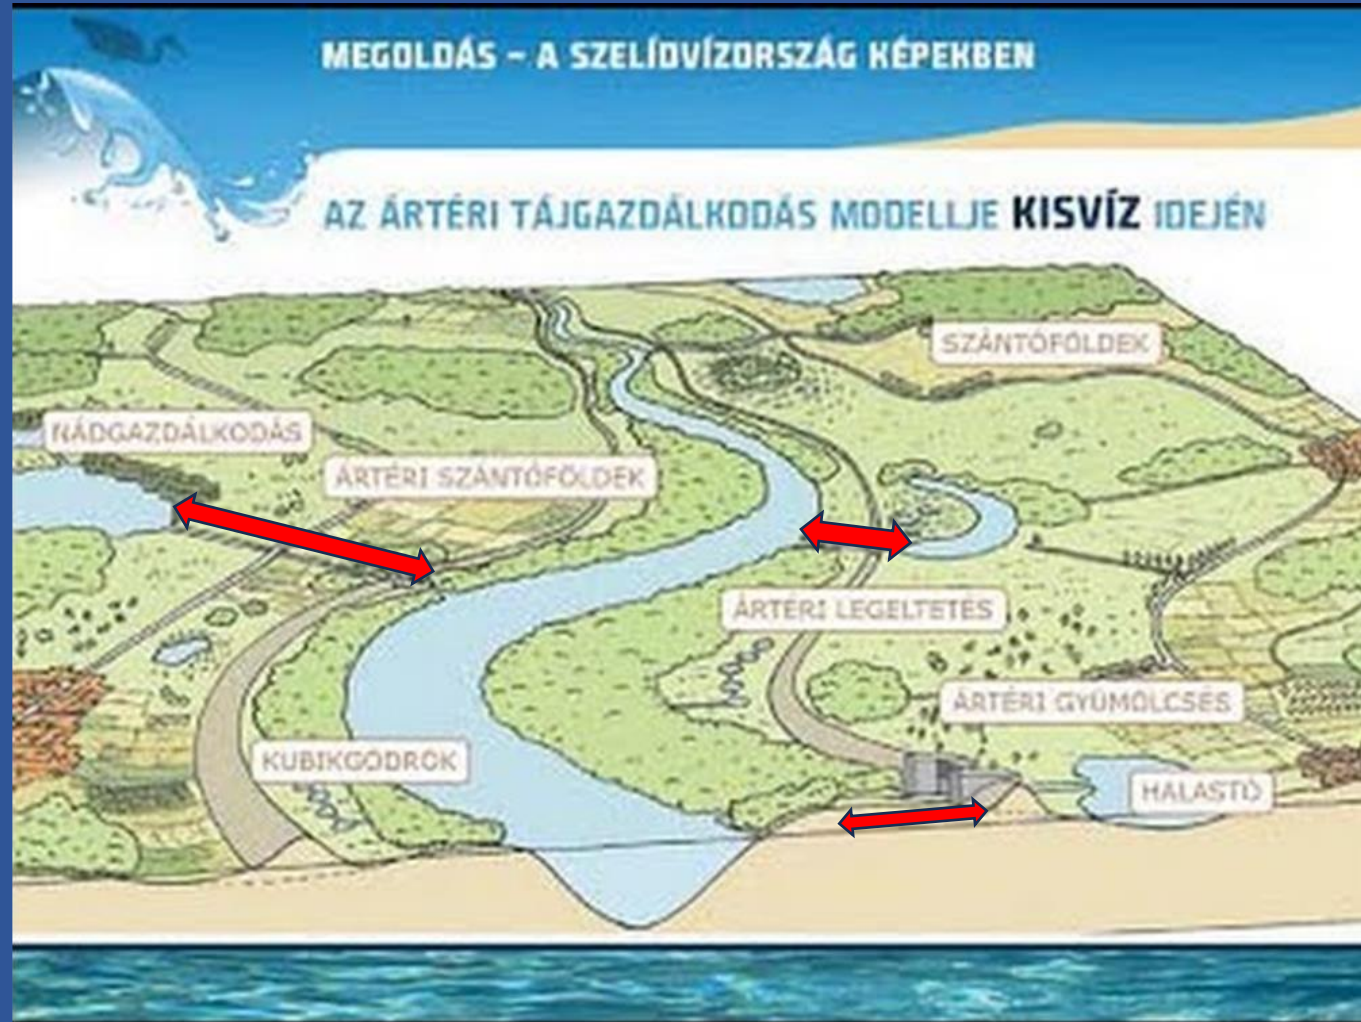 MEGOLDÁS – A SZELÍDVÍZORSZÁG KÉPEKBEN
AZ ÁRTÉRI TÁJGAZDÁLKODÁS MODELLJE KISVÍZ IDEJÉN
SZÁNTÓFÖLDEK
NÁDGAZDÁLKODÁS
ÁRTÉRI SZÁNTÓFÖLDEK
ÁRTÉRI LEGELTETÉS
ÁRTÉRI GYÜMÖLCSÉS
KUBIKGÖDRÖK
HALASTÓ